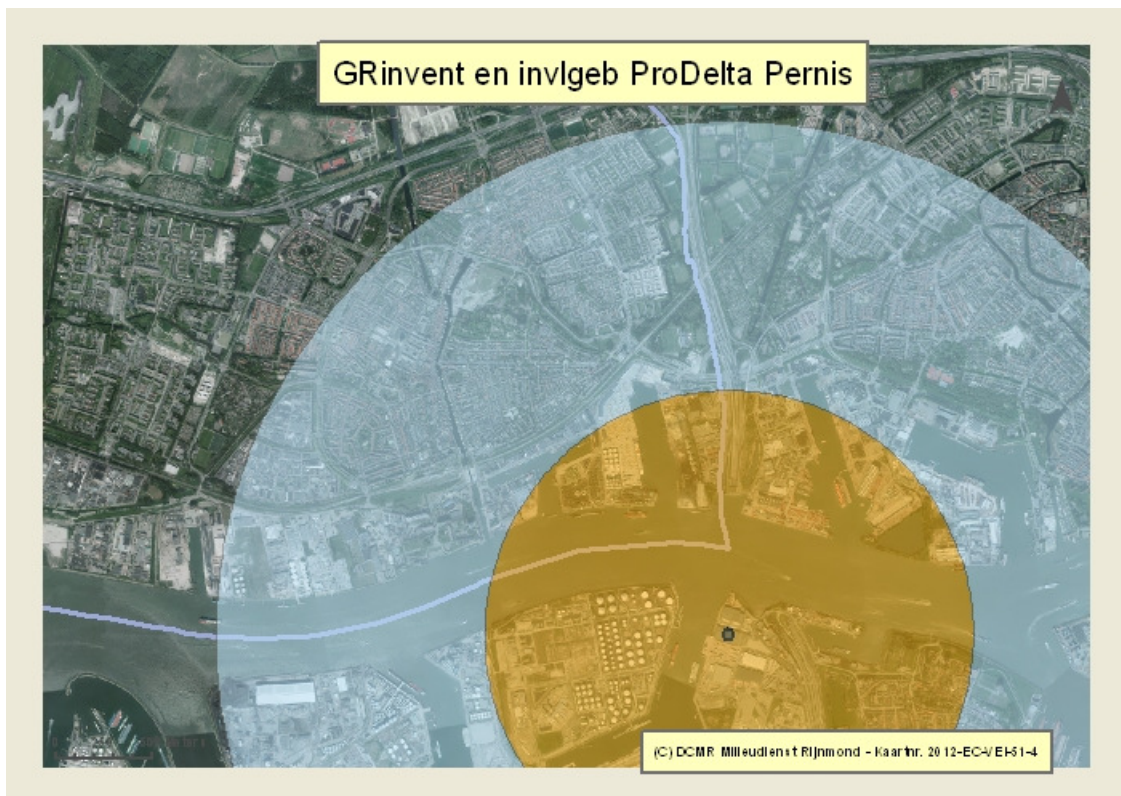 GRinvent en invlgeb ProDelta Pernis
(C) DCMR Milieudienst Rijnmond - Kaartnr. 2012-EC-VEI-51-4